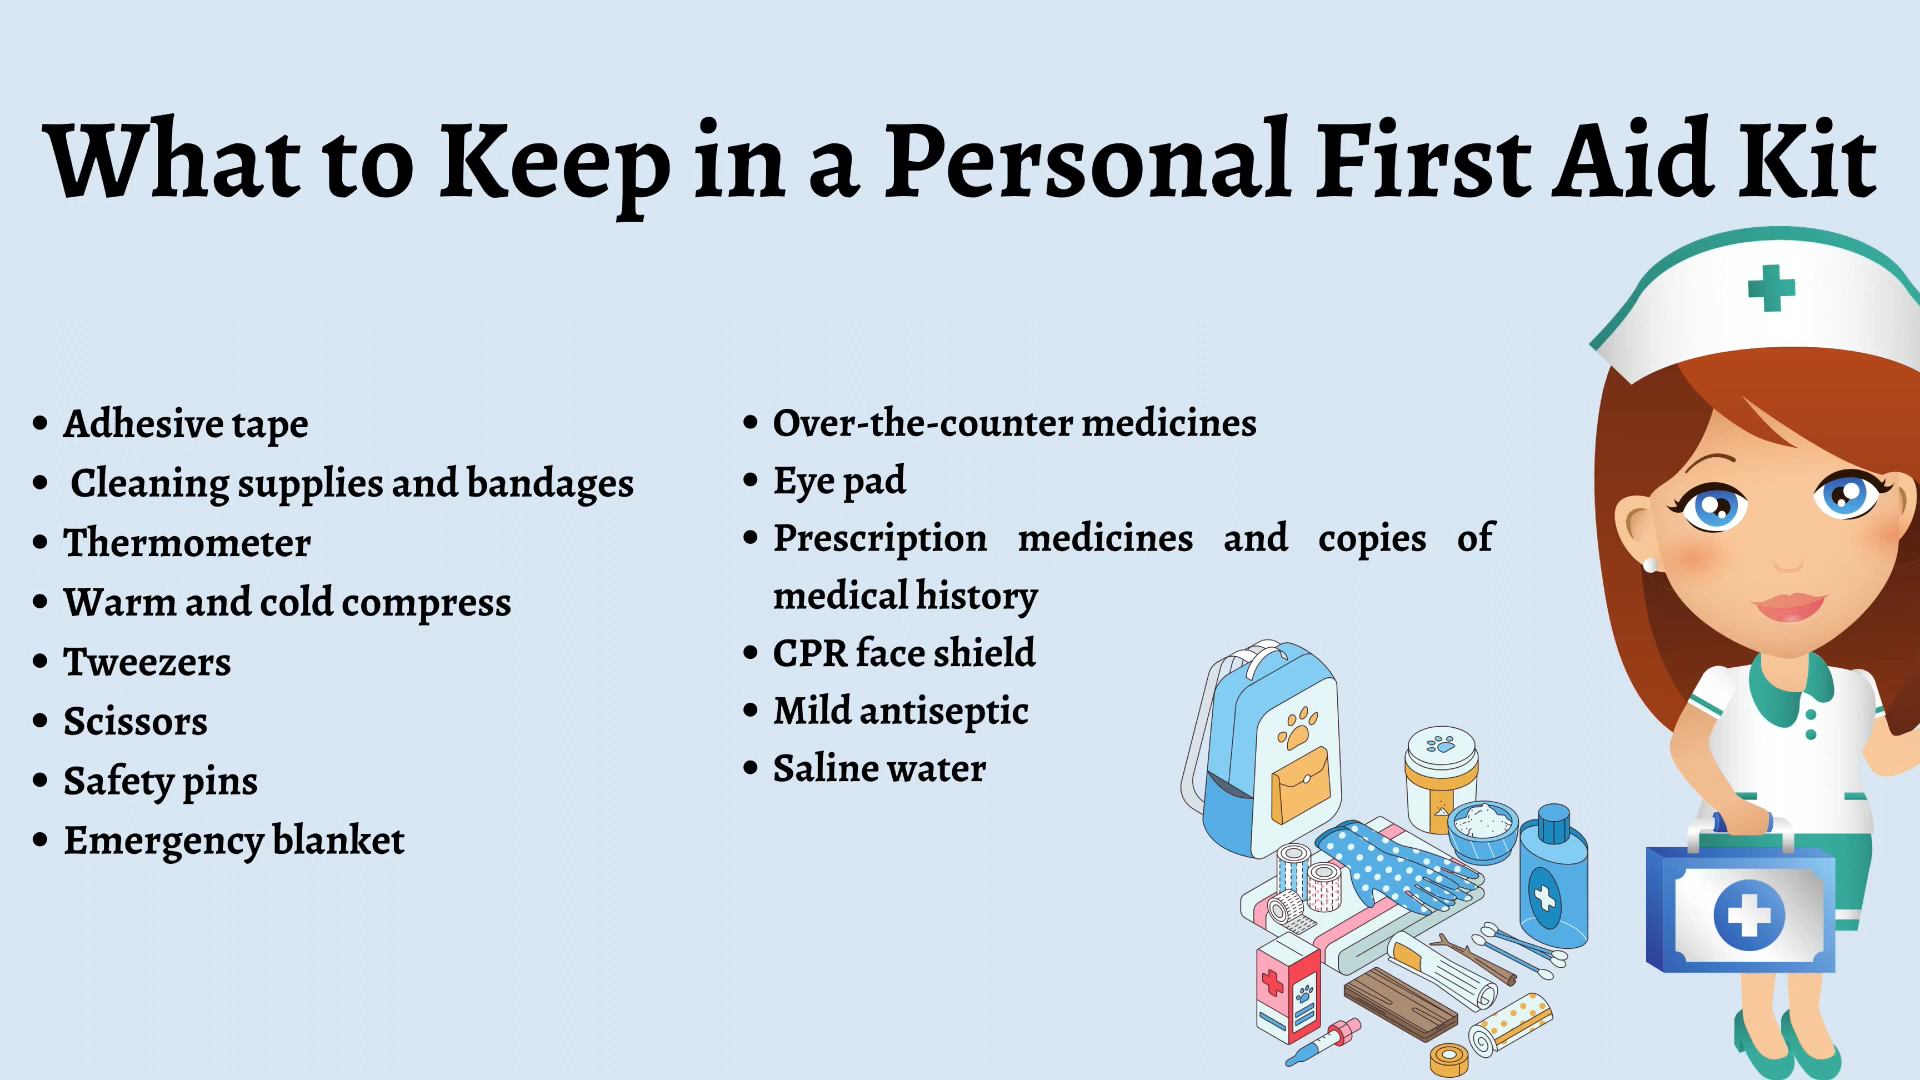 What to Keep in a Personal First Aid Kit
• Adhesive tape
• Cleaning supplies and bandages
• Thermometer
• Warm and cold compress
• Tweezers
• Scissors
• Safety pins
• Emergency blanket
• Over-the-counter medicines
• Eye pad
• Prescription medicines and copies of
medical history
• CPR face shield
• Mild antiseptic
• Saline water